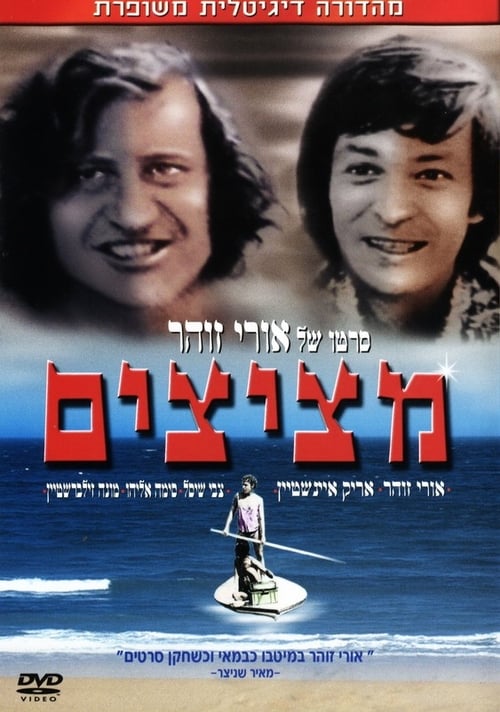 מהדורה דיגיטלית משופרת
סרטו של אורי זוהר
מציצים
אורי זוהר · אריק איינשטיין · צבי שיסל · סימה אליהו · מונה זילברשטיין
"אורי זוהר במיטבו כבמאי וכשחקן סרטים"
-מאיר שניצר-
DVD
VIDEO